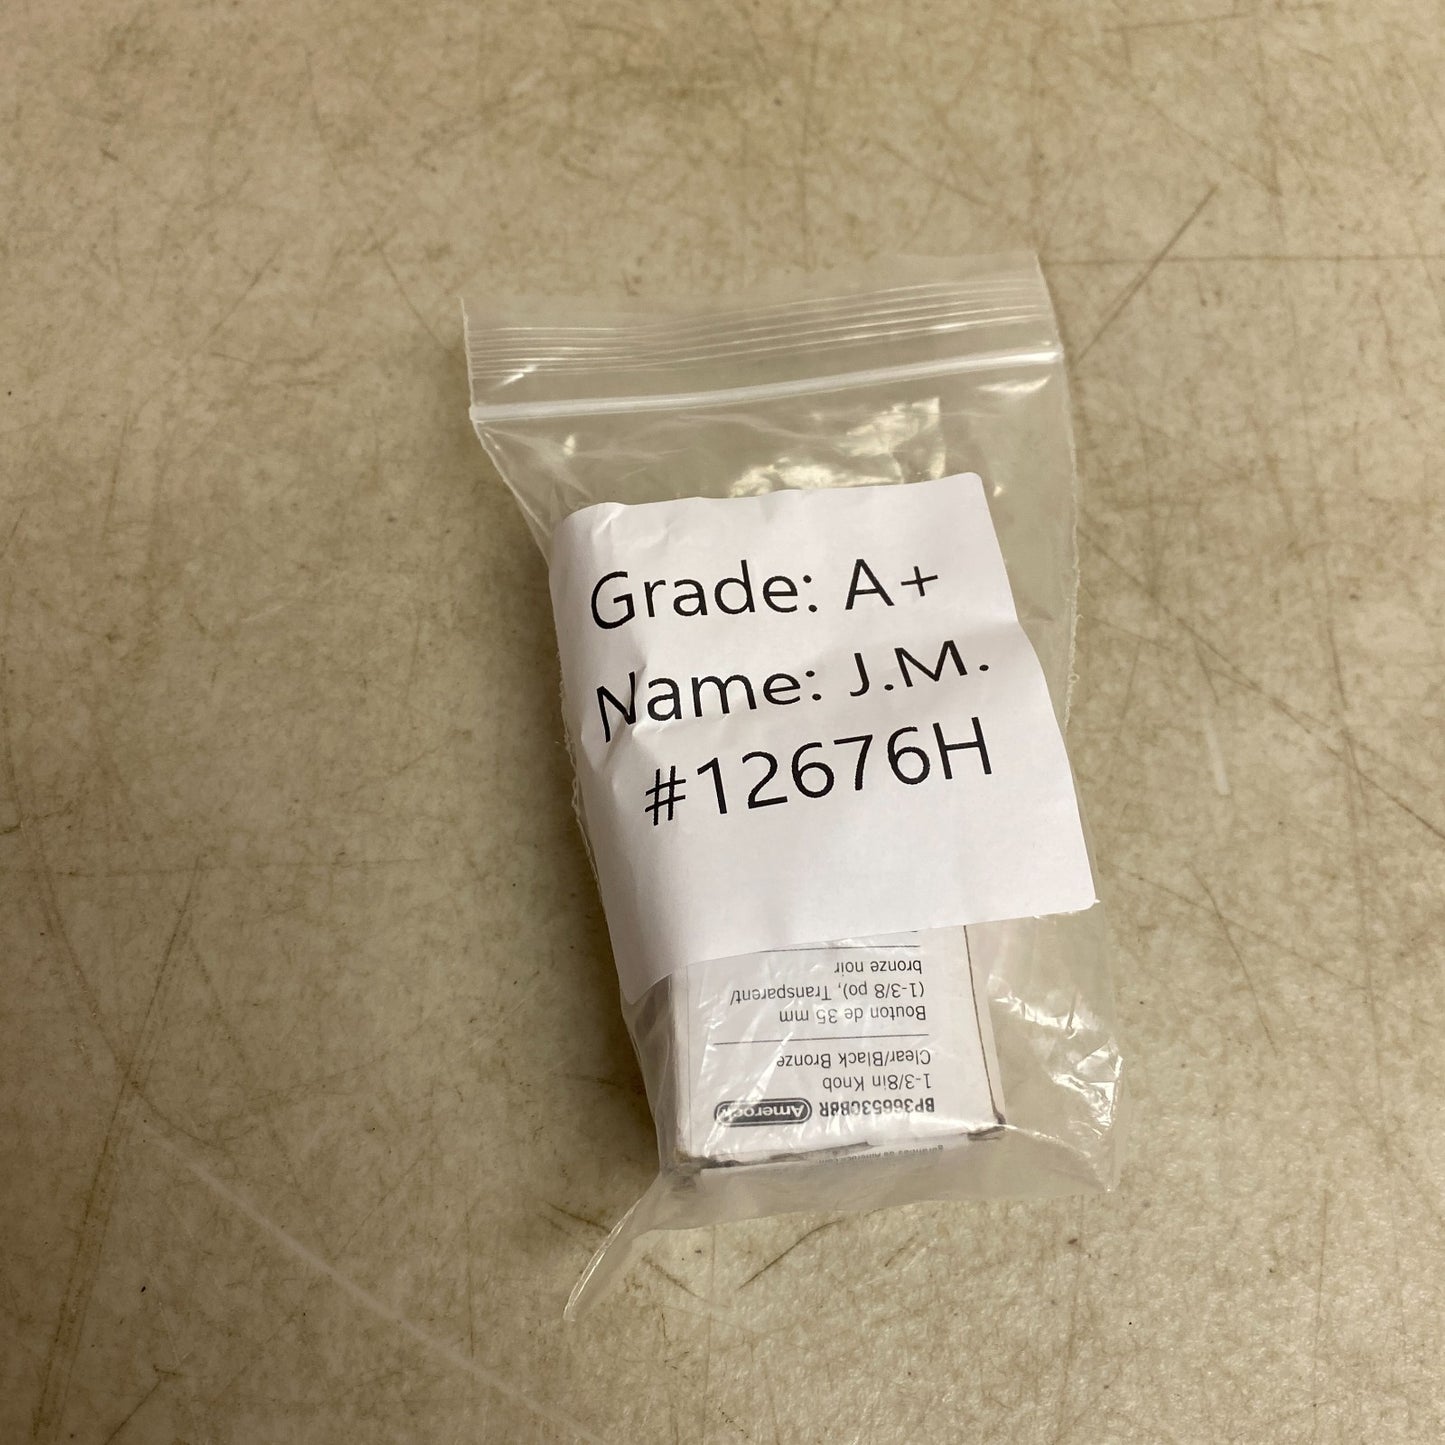 Grade: A+
Name: J.M.
#12676H
BP36653CBBR Amerock
1-3/8in Knob
Clear/Black Bronze
Bouton de 35 mm
(1-3/8 po), Transparent/
bronze noir